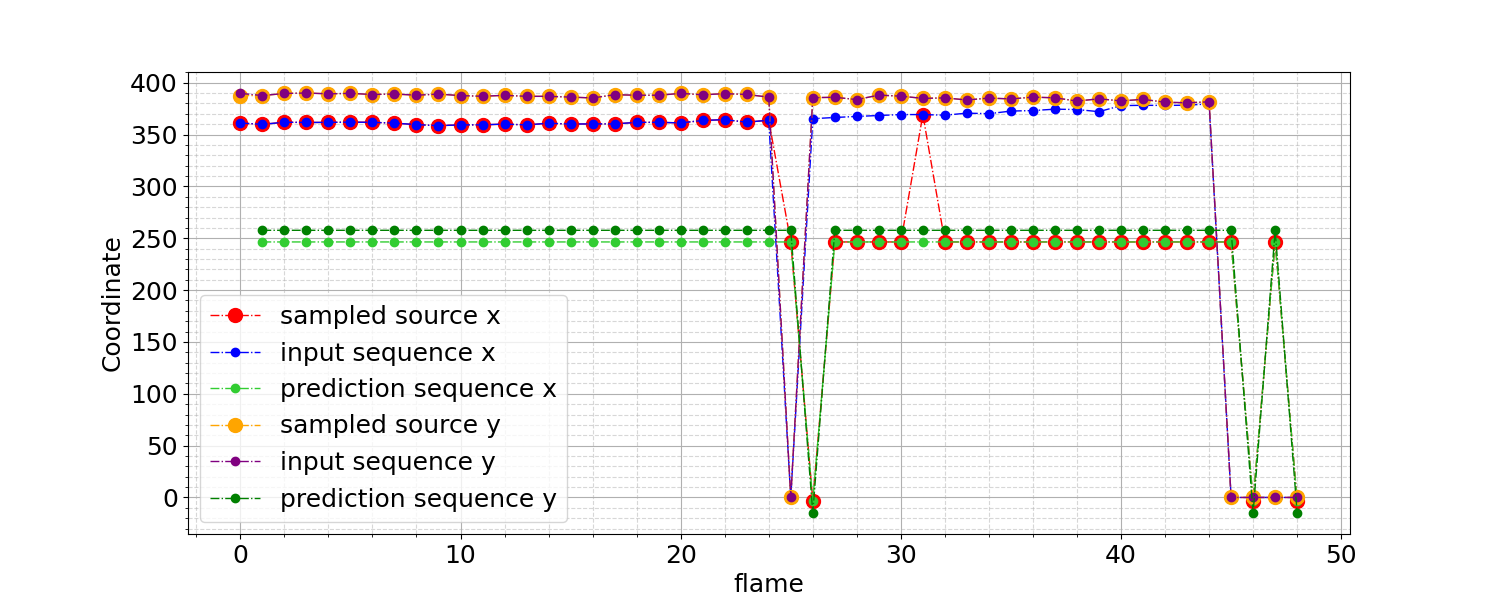 400
350
300
250
200
150
100
50
0
Coordinate
sampled source x
input sequence x
prediction sequence x
sampled source y
input sequence y
prediction sequence y
0 10 20 30 40 50
flame